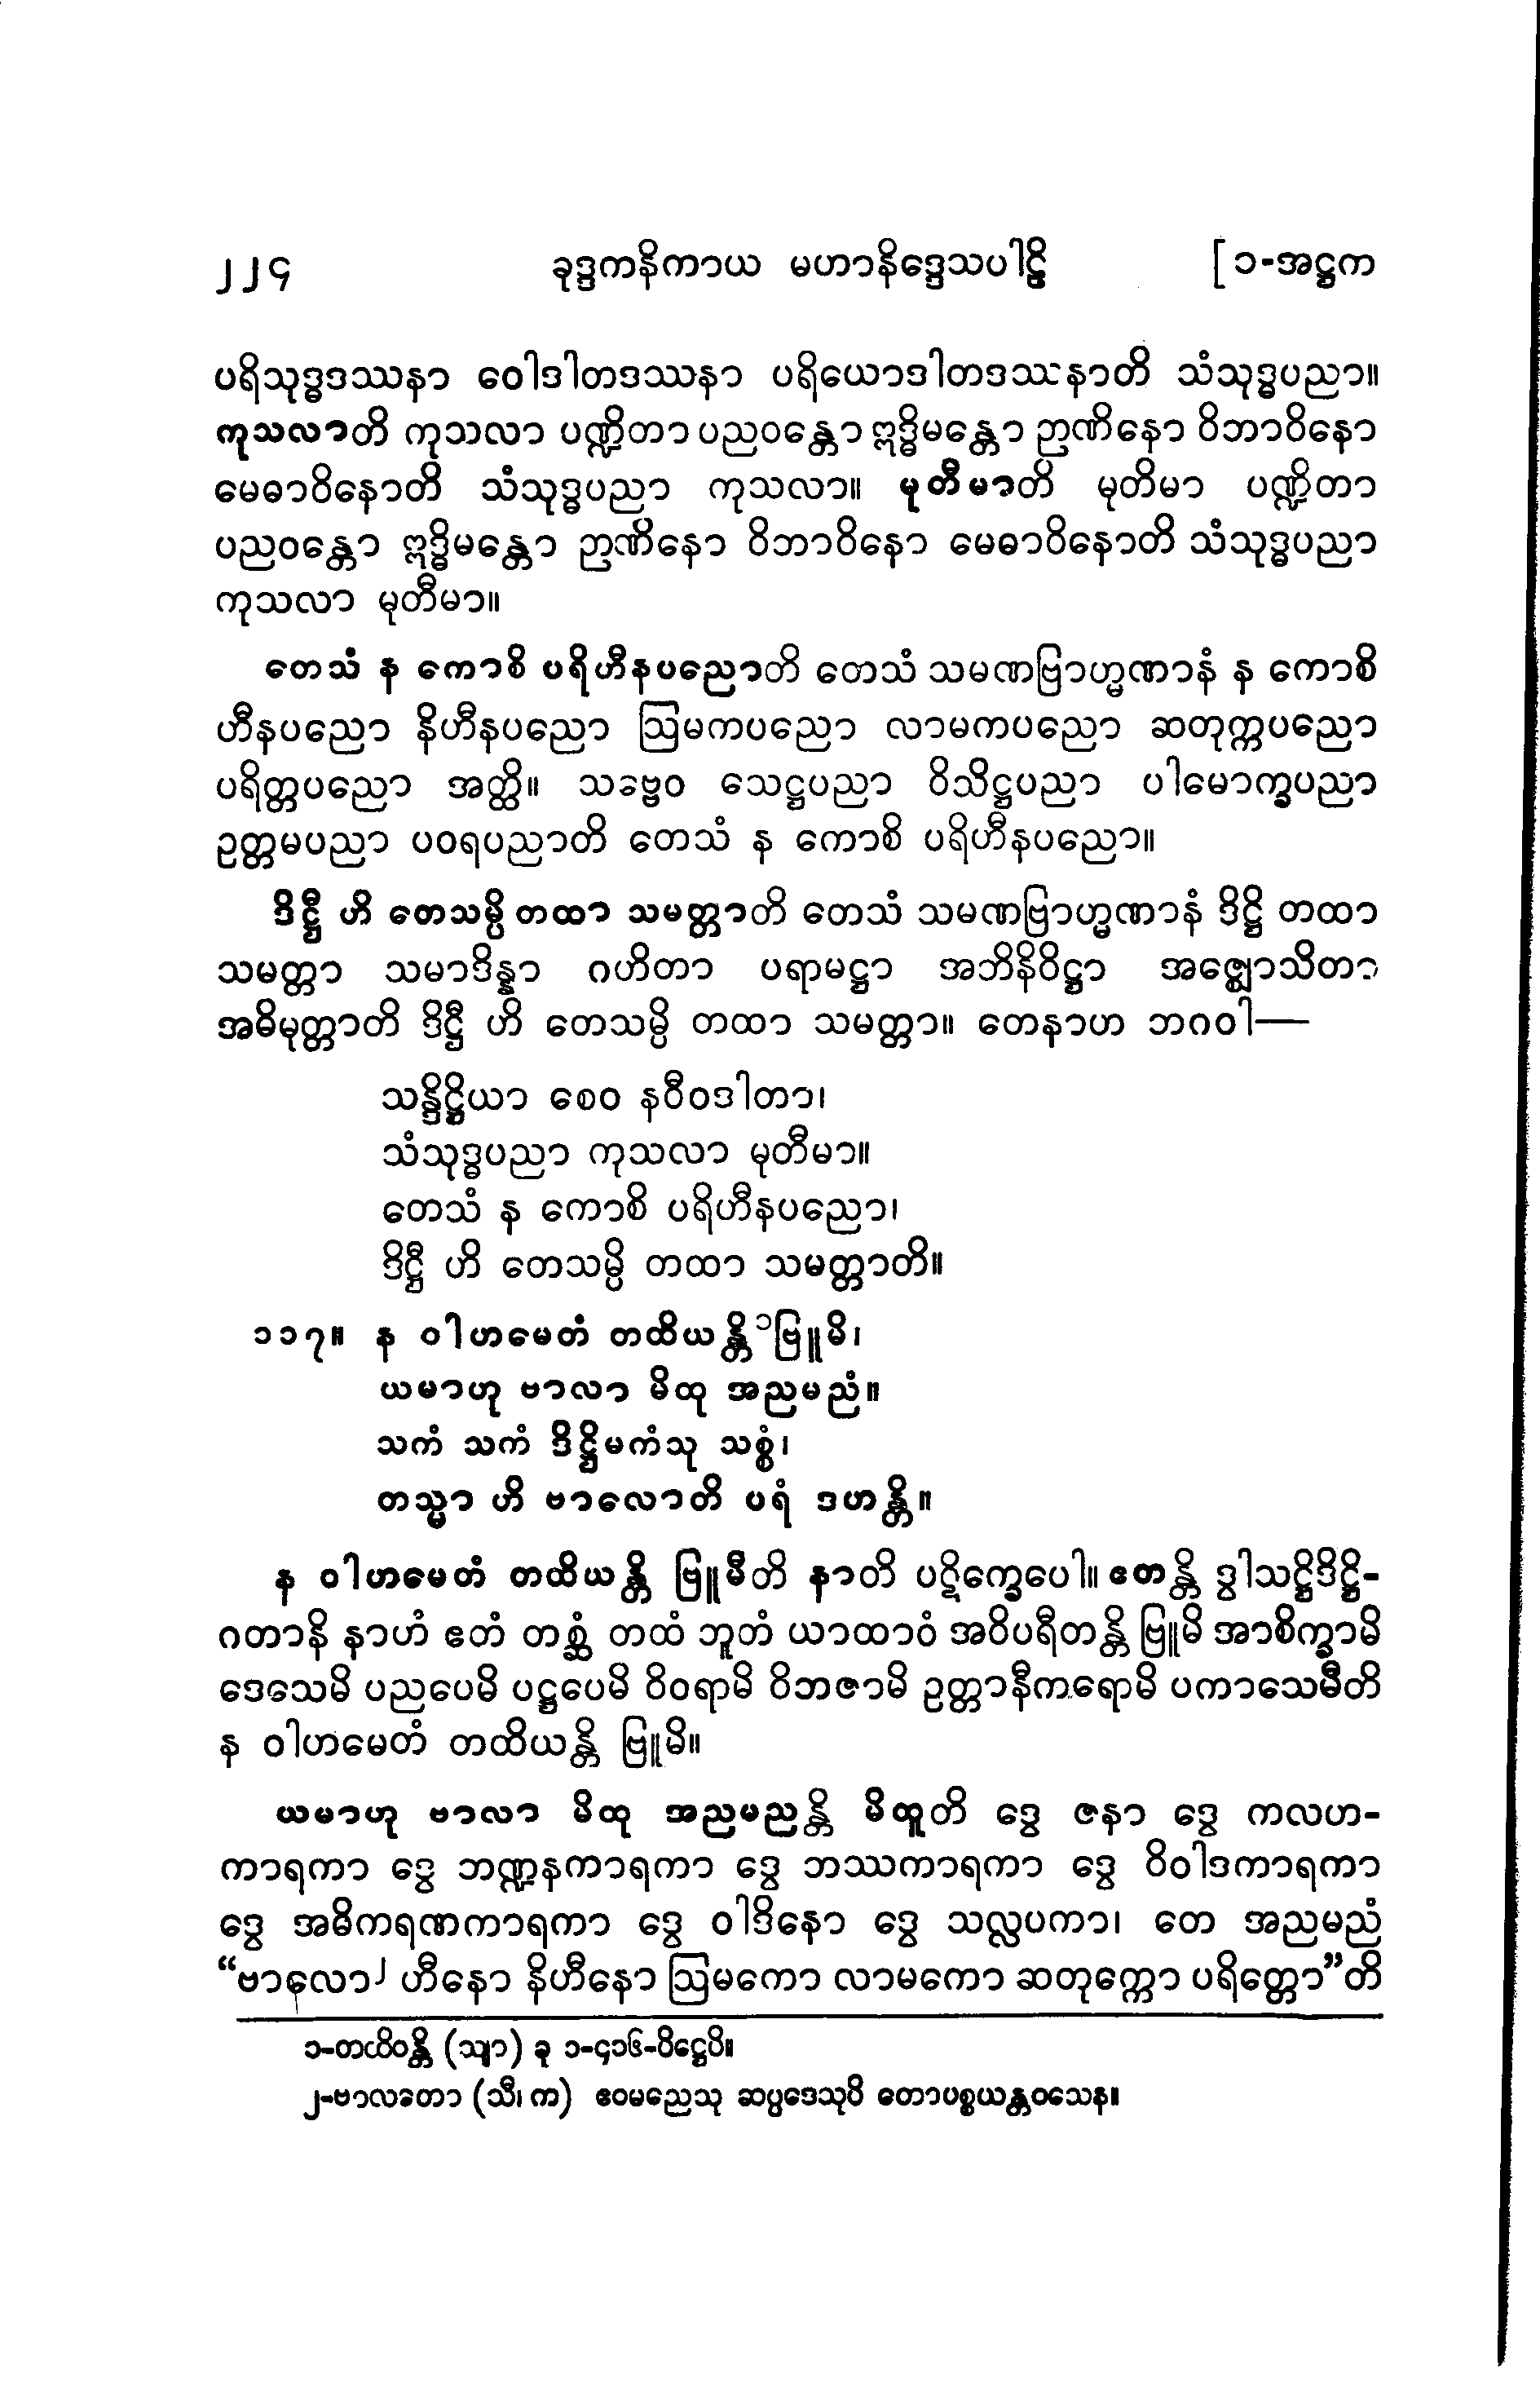 ၂၂၄ ခုဒ္ဒကနိကာယ မဟာနိဒ္ဒေသပါဠိ [ ၁-အဋ္ဌက
ပရိသုဒ္ဓဒဿနာ ဝေါဒါတဒဿနာ ပရိယောဒါတဒဿနာတိ သံသုဒ္ဓပညာ။
ကုသလာတိ ကုသလာ ပဏ္ဍိတာ ပညဝန္တော ဣဒ္ဓိမန္တော ဉာဏိနော ဝိဘာဝိနော
မေဓာဝိနောတိ သံသုဒ္ဓပညာ ကုသလာ။ မုတီမာတိ မုတိမာ ပဏ္ဍိတာ
ပညဝန္တော ဣဒ္ဓိမန္တော ဉာဏိနော ဝိဘာဝိနော မေဓာဝိနောတိ သံသုဒ္ဓပညာ
ကုသလာ မုတီမာ။
တေသံ န ကောစိ ပရိဟီနပညောတိ တေသံ သမဏဗြာဟ္မဏာနံ န ကောစိ
ဟီနပညော နိဟီနပညော ဩမကပညော လာမကပညော ဆတုက္ကပညော
ပရိတ္တပညော အတ္ထိ။ သဗ္ဗေဝ သေဋ္ဌပညာ ဝိသိဋ္ဌပညာ ပါမောက္ခပညာ
ဥတ္တမပညာ ပဝရပညာတိ တေသံ န ကောစိ ပရိဟီနပညော။
ဒိဋ္ဌီ ဟိ တေသမ္ပိ တထာ သမတ္တာတိ တေသံ သမဏဗြာဟ္မဏာနံ ဒိဋ္ဌိ တထာ
သမတ္တာ သမာဒိန္နာ ဂဟိတာ ပရာမဋ္ဌာ အဘိနိဝိဋ္ဌာ အဇ္ဈောသိတာ
အဓိမုတ္တာတိ ဒိဋ္ဌီ ဟိ တေသမ္ပိ တထာ သမတ္တာ။ တေနာဟ ဘဂဝါ—
သန္ဒိဋ္ဌိယာ စေဝ နဝီဝဒါတာ၊
သံသုဒ္ဓပညာ ကုသလာ မုတီမာ။
တေသံ န ကောစိ ပရိဟီနပညော၊
ဒိဋ္ဌီ ဟိ တေသမ္ပိ တထာ သမတ္တာတိ။
၁၁၇။ န ဝါဟမေတံ တထိယန္တိ ၁ ဗြူမိ၊
ယမာဟု ဗာလာ မိထု အညမညံ။
သကံ သကံ ဒိဋ္ဌိမကံသု သစ္စံ၊
တသ္မာ ဟိ ဗာလောတိ ပရံ ဒဟန္တိ။
န ဝါဟမေတံ တထိယန္တိ ဗြူမီတိ နာတိ ပဋိက္ခေပေါ။ ဧတန္တိ ဒွါသဋ္ဌိဒိဋ္ဌိ-
ဂတာနိ နာဟံ ဧတံ တစ္ဆံ တထံ ဘူတံ ယာထာဝံ အဝိပရီတန္တိ ဗြူမိ အာစိက္ခာမိ
ဒေသေမိ ပညပေမိ ပဋ္ဌပေမိ ဝိဝရာမိ ဝိဘဇာမိ ဥတ္တာနီကရောမိ ပကာသေမီတိ
န ဝါဟမေတံ တထိယန္တိ ဗြူမိ။
ယမာဟု ဗာလာ မိထု အညမညန္တိ မိထူတိ ဒွေ ဇနာ ဒွေ ကလဟ-
ကာရကာ ဒွေ ဘဏ္ဍနကာရကာ ဒွေ ဘဿကာရကာ ဒွေ ဝိဝါဒကာရကာ
ဒွေ အဓိကရဏကာရကာ ဒွေ ဝါဒိနော ဒွေ သလ္လပကာ၊ တေ အညမညံ
“ဗာလော၂ ဟီနော နိဟီနော ဩမကော လာမကော ဆတုက္ကော ပရိတ္တော”တိ
၁-တထိဝန္တိ (သျာ) ခု ၁-၄၁၆-ပိဋ္ဌေပိ။
၂-ဗာလတော (သီ၊ က) ဧဝမညေသု ဆပ္ပဒေသုပိ တောပစ္စယန္တဝသေန။